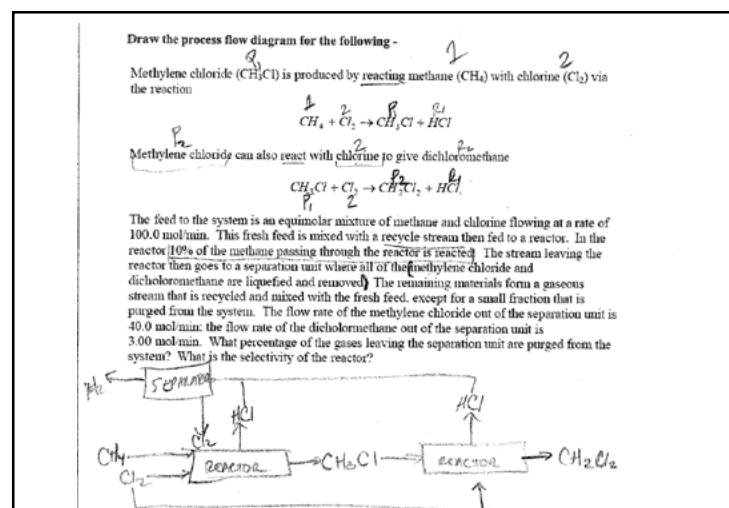 Draw the process flow diagram for the following -
1 2
Methylene chloride (CH₃Cl) is produced by reacting methane (CH₄) with chlorine (Cl₂) via
the reaction
1 2
CH₄ + Cl₂ → CH₃Cl + HCl
P₂ 2
Methylene chloride can also react with chlorine to give dichloromethane
CH₃Cl + Cl₂ → CH₂Cl₂ + HCl
P₁ 2
The feed to the system is an equimolar mixture of methane and chlorine flowing at a rate of
100.0 mol/min. This fresh feed is mixed with a recycle stream then fed to a reactor. In the
reactor 10% of the methane passing through the reactor is reacted. The stream leaving the
reactor then goes to a separation unit where all of the methylene chloride and
dicholoromethane are liquefied and removed. The remaining materials form a gaseous
stream that is recycled and mixed with the fresh feed, except for a small fraction that is
purged from the system. The flow rate of the methylene chloride out of the separation unit is
40.0 mol/min; the flow rate of the dicholormethane out of the separation unit is
3.00 mol/min. What percentage of the gases leaving the separation unit are purged from the
system? What is the selectivity of the reactor?
H₂
HCl HCl
Cl₂
CH₄ REACTOR CH₃Cl REACTOR CH₂Cl₂
Cl₂